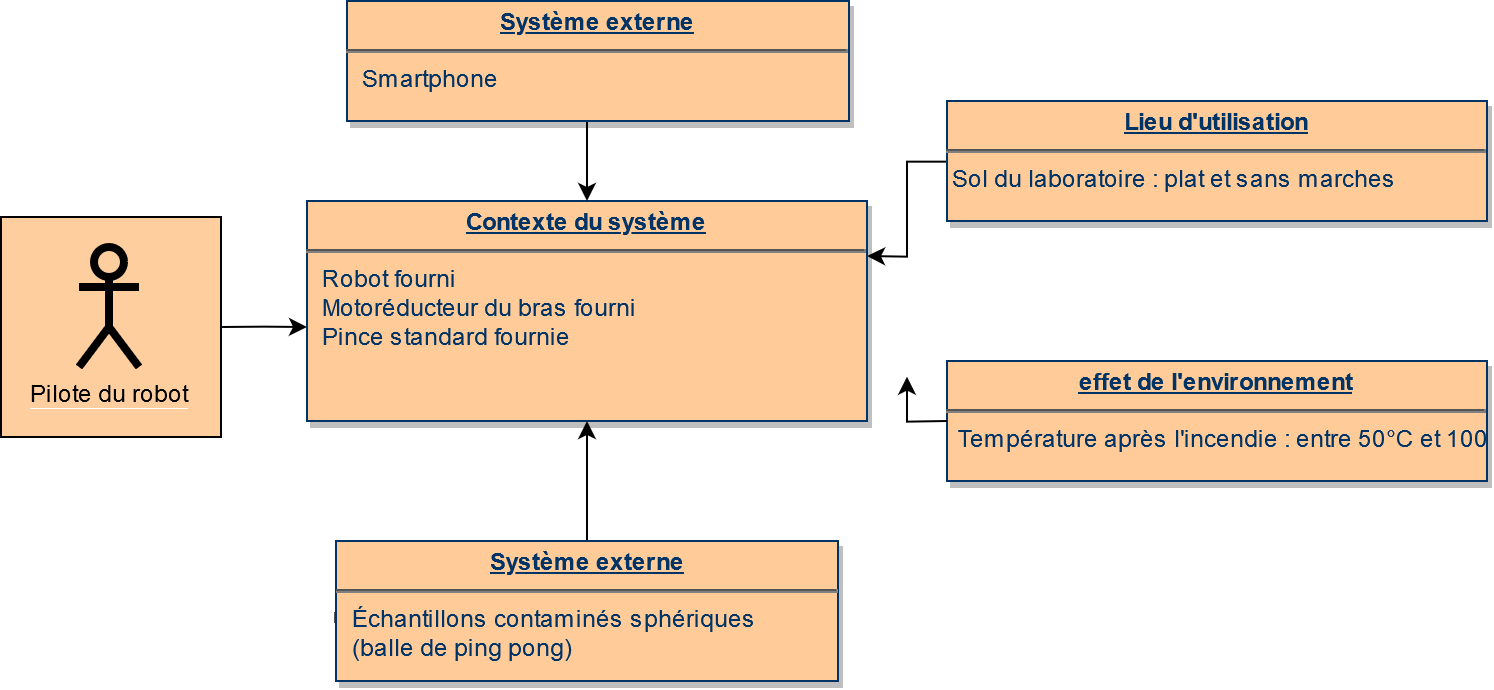 Système externe
Smartphone
Lieu d'utilisation
Sol du laboratoire : plat et sans marches
Contexte du système
Robot fourni
Motoréducteur du bras fourni
Pince standard fournie
Pilote du robot
effet de l'environnement
Température après l'incendie : entre 50°C et 100
Système externe
Échantillons contaminés sphériques
(balle de ping pong)